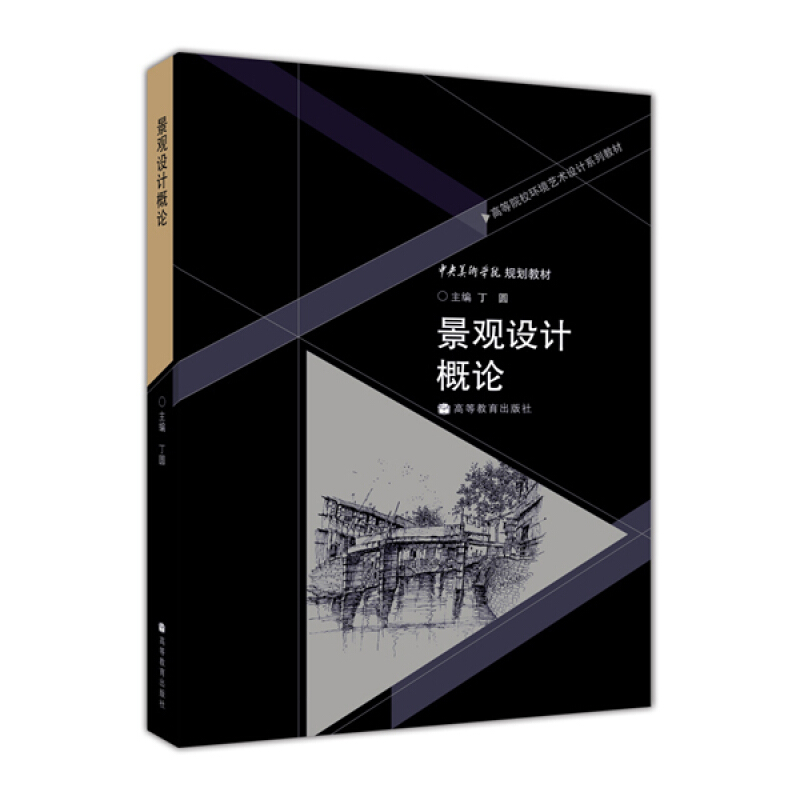 景观设计概论
主编 丁圆
高等教育出版社
高等院校环境艺术设计系列教材
中央美術学院 规划教材
主编 丁 圆
景观设计
概论
高等教育出版社